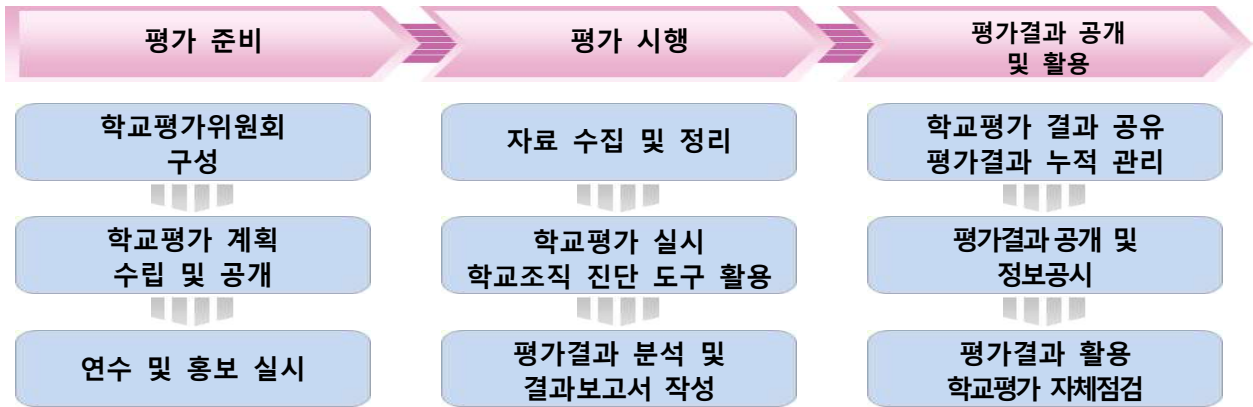 평가 준비
평가 시행
평가결과 공개
및 활용
학교평가위원회
구성
자료 수집 및 정리
학교평가 결과 공유
평가결과 누적 관리
학교평가 계획
수립 및 공개
학교평가 실시
학교조직 진단 도구 활용
평가결과 공개 및
정보공시
연수 및 홍보 실시
평가결과 분석 및
결과보고서 작성
평가결과 활용
학교평가 자체점검